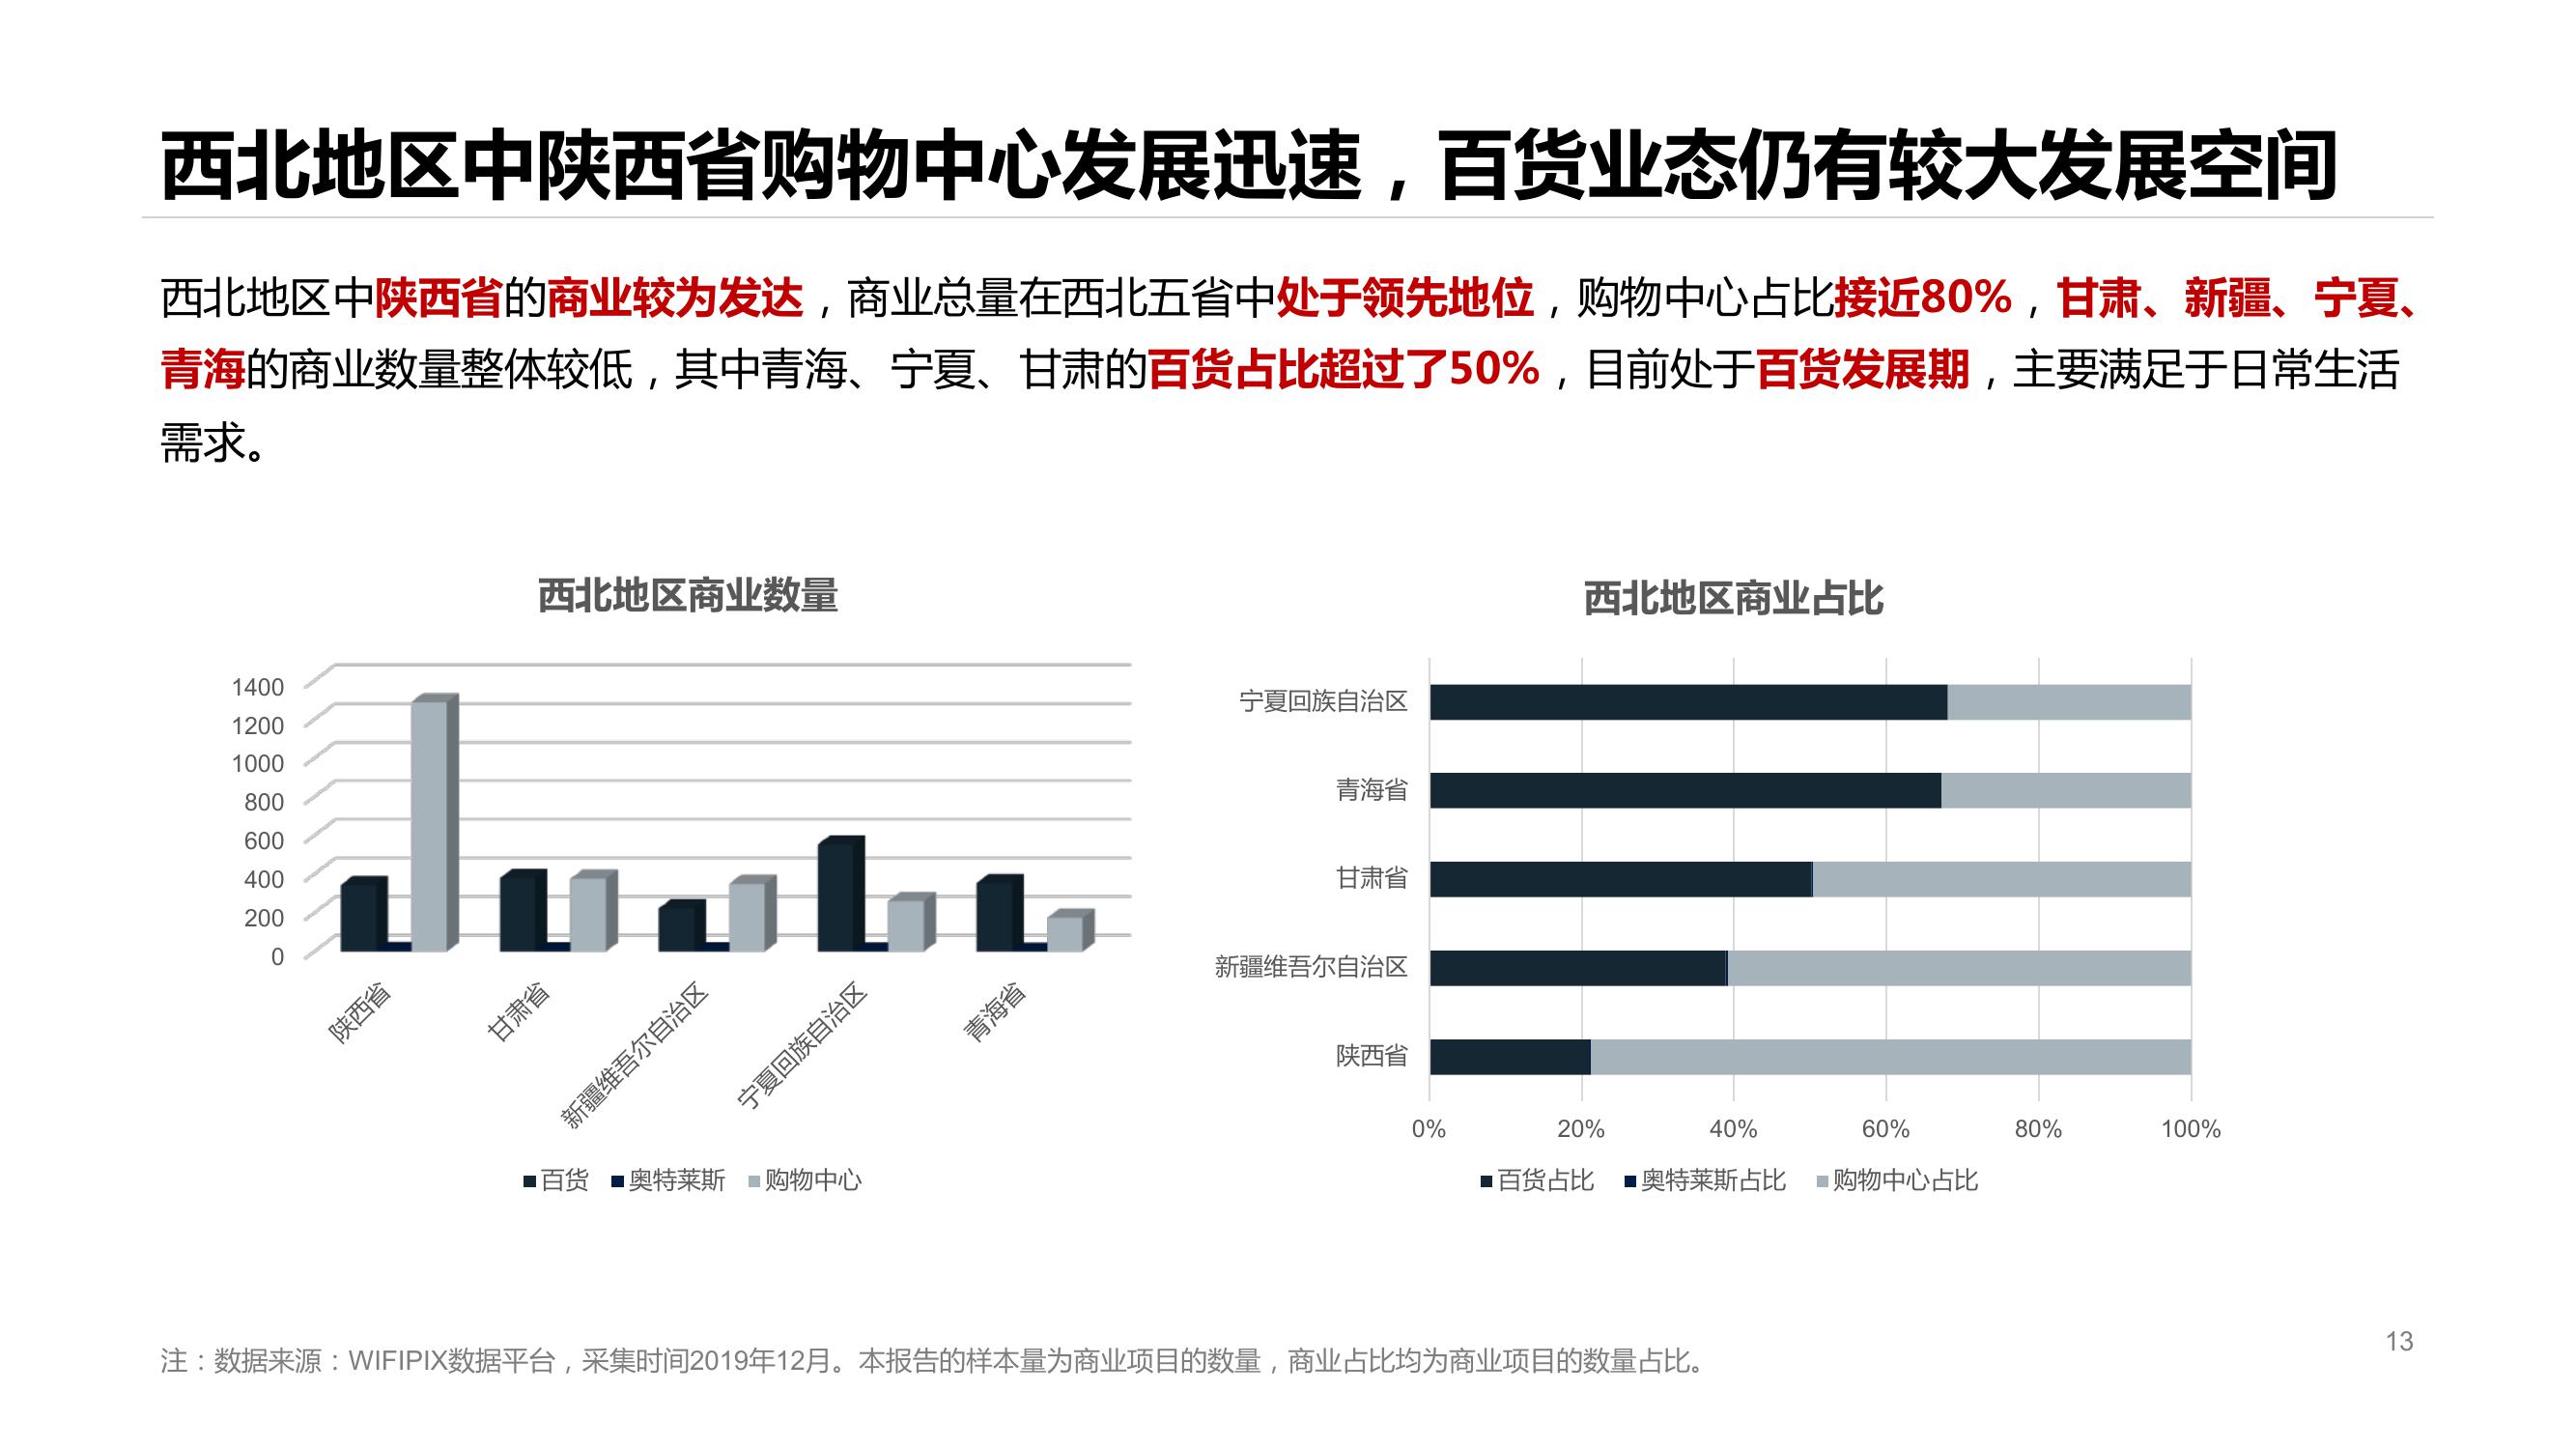 西北地区中陕西省购物中心发展迅速，百货业态仍有较大发展空间
西北地区中陕西省的商业较为发达，商业总量在西北五省中处于领先地位，购物中心占比接近80%，甘肃、新疆、宁夏、
青海的商业数量整体较低，其中青海、宁夏、甘肃的百货占比超过了50%，目前处于百货发展期，主要满足于日常生活
需求。
西北地区商业数量
1400
1200
1000
800
600
400
200
0
陕西省
甘肃省
新疆维吾尔自治区
宁夏回族自治区
青海省
百货 奥特莱斯 购物中心
西北地区商业占比
宁夏回族自治区
青海省
甘肃省
新疆维吾尔自治区
陕西省
0% 20% 40% 60% 80% 100%
百货占比 奥特莱斯占比 购物中心占比
注：数据来源：WIFIPIX数据平台，采集时间2019年12月。本报告的样本量为商业项目的数量，商业占比均为商业项目的数量占比。
13